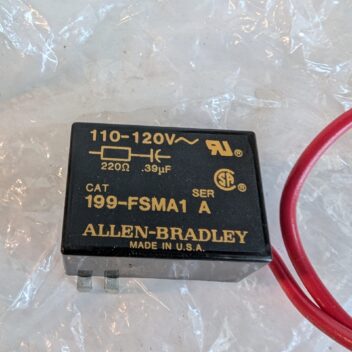 110-120V~
220Ω .39µF
CAT SER
199-FSMA1 A
ALLEN-BRADLEY
MADE IN U.S.A.